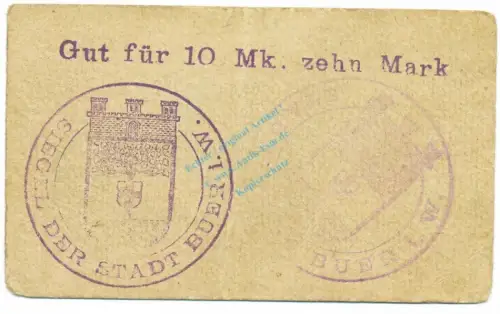 Gut für 10 Mk. zehn Mark
SIEGEL DER STADT BUER I.W.
BUER I. W.